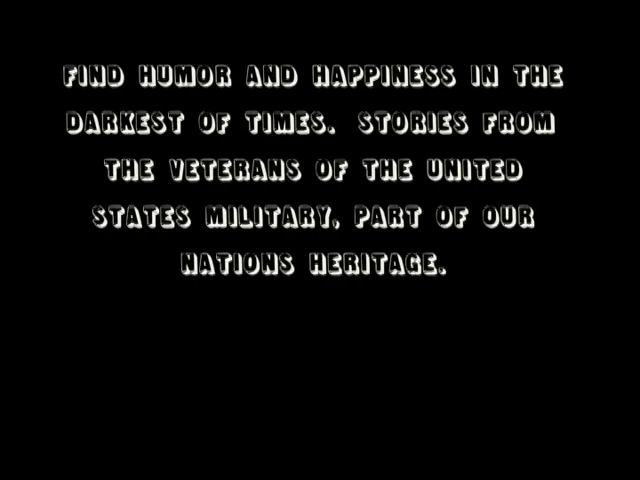 FIND HUMOR AND HAPPINESS IN THE
DARKEST OF TIMES. STORIES FROM
THE VETERANS OF THE UNITED
STATES MILITARY, PART OF OUR
NATIONS HERITAGE.